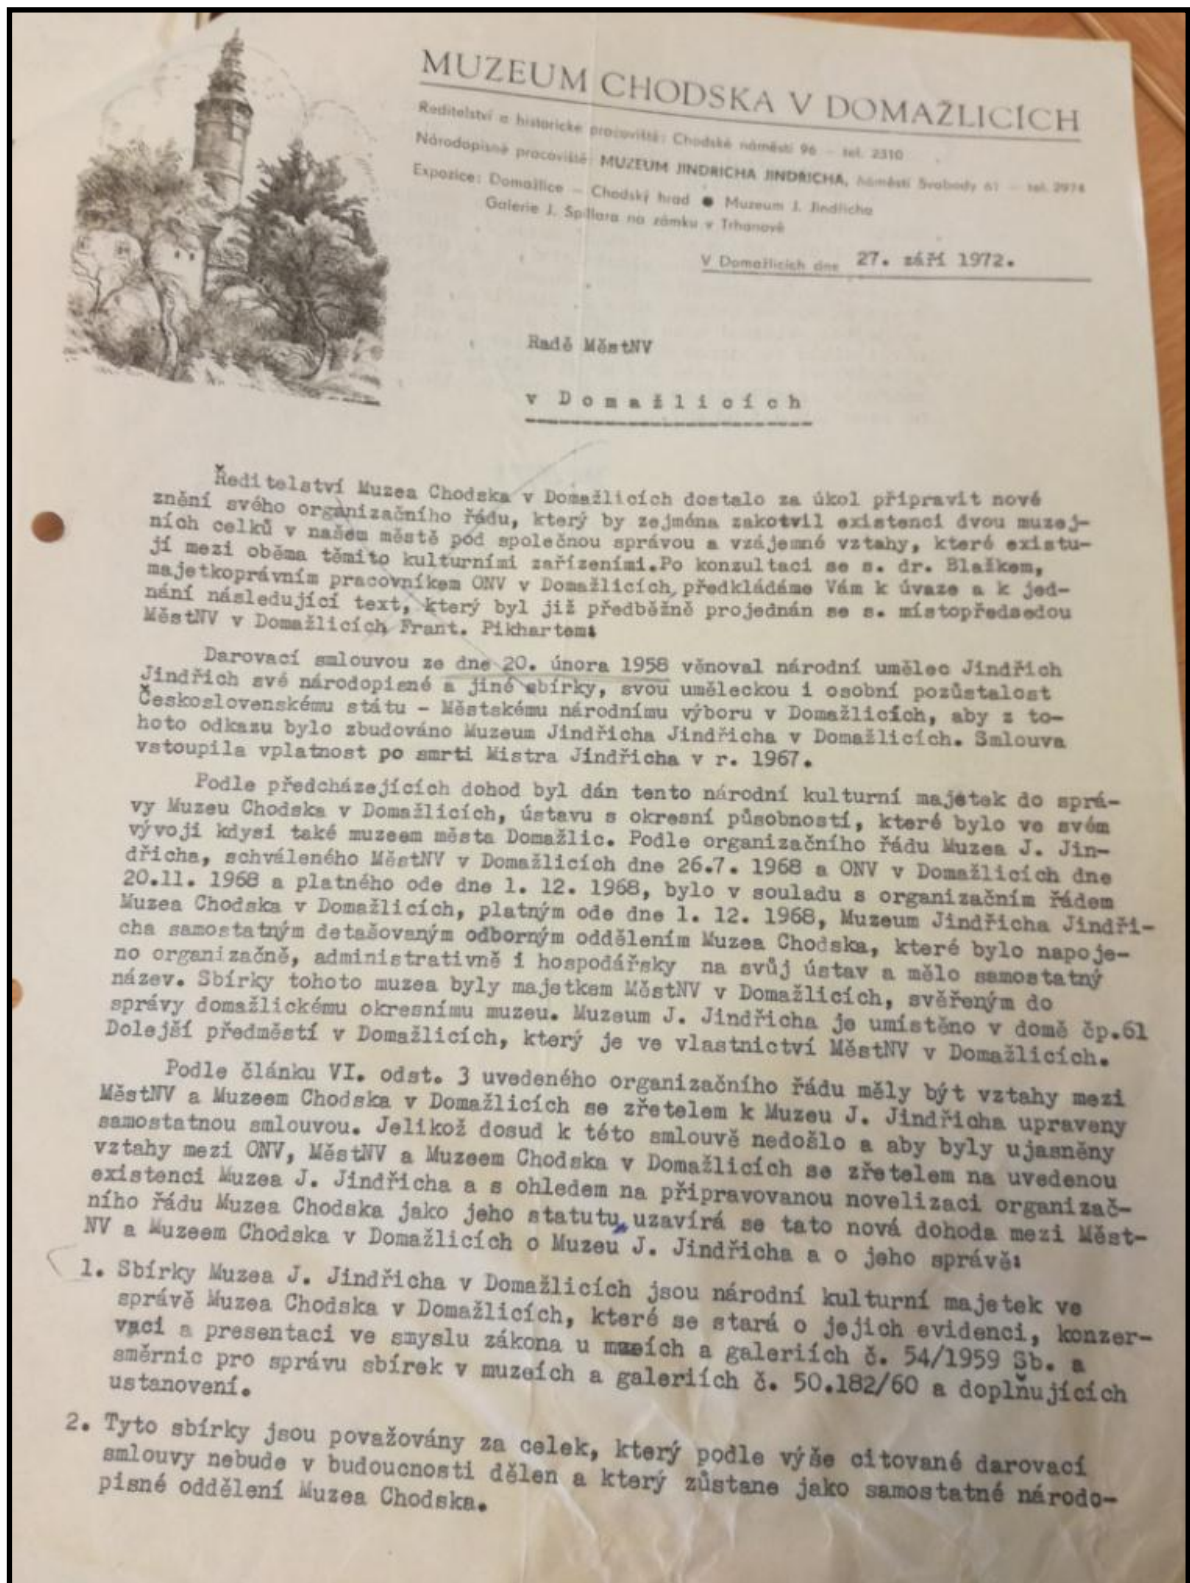 MUZEUM CHODSKA V DOMAŽLICÍCH
Ředitelství a historické pracoviště: Chodské náměstí 96 – tel. 2310
Národopisné pracoviště: MUZEUM JINDŘICHA JINDŘICHA, náměstí Svobody 61 – tel. 2974
Expozice: Domažlice – Chodský hrad ● Muzeum J. Jindřicha
Galerie J. Špillara na zámku v Trhanově
V Domažlicích dne 27. září 1972.
Radě MěstNV
v Domažlicích
Ředitelství Muzea Chodska v Domažlicích dostalo za úkol připravit nové
znění svého organizačního řádu, který by zejména zakotvil existenci dvou muzej-
ních celků v našem městě pod společnou správou a vzájemné vztahy, které existu-
jí mezi oběma těmito kulturními zařízeními.Po konzultaci se s. dr. Blažkem,
majetkoprávním pracovníkem ONV v Domažlicích, předkládáme Vám k úvaze a k jed-
nání následující text, který byl již předběžně projednán se s. místopředsedou
MěstNV v Domažlicích Frant. Pikhartem:
Darovací smlouvou ze dne 20. února 1958 věnoval národní umělec Jindřich
Jindřich své národopisné a jiné sbírky, svou uměleckou i osobní pozůstalost
Československému státu – Městskému národnímu výboru v Domažlicích, aby z to-
hoto odkazu bylo zbudováno Muzeum Jindřicha Jindřicha v Domažlicích. Smlouva
vstoupila vplatnost po smrti Mistra Jindřicha v r. 1967.
Podle předcházejících dohod byl dán tento národní kulturní majetek do sprá-
vy Muzeu Chodska v Domažlicích, ústavu s okresní působností, které bylo ve svém
vývoji kdysi také muzeem města Domažlic. Podle organizačního řádu Muzea J. Jin-
dřicha, schváleného MěstNV v Domažlicích dne 26.7. 1968 a ONV v Domažlicích dne
20.11. 1968 a platného ode dne 1. 12. 1968, bylo v souladu s organizačním řádem
Muzea Chodska v Domažlicích, platným ode dne 1. 12. 1968, Muzeum Jindřicha Jindři-
cha samostatným detašovaným odborným oddělením Muzea Chodska, které bylo napoje-
no organizačně, administrativně i hospodářsky na svůj ústav a mělo samostatný
název. Sbírky tohoto muzea byly majetkem MěstNV v Domažlicích, svěřeným do
správy domažlickému okresnímu muzeu. Muzeum J. Jindřicha je umístěno v domě čp.61
Dolejší předměstí v Domažlicích, který je ve vlastnictví MěstNV v Domažlicích.
Podle článku VI. odst. 3 uvedeného organizačního řádu měly být vztahy mezi
MěstNV a Muzeem Chodska v Domažlicích se zřetelem k Muzeu J. Jindřicha upraveny
samostatnou smlouvou. Jelikož dosud k této smlouvě nedošlo a aby byly ujasněny
vztahy mezi ONV, MěstNV a Muzeem Chodska v Domažlicích se zřetelem na uvedenou
existenci Muzea J. Jindřicha a s ohledem na připravovanou novelizaci organizač-
ního řádu Muzea Chodska jako jeho statutu, uzavírá se tato nová dohoda mezi Měst-
NV a Muzeem Chodska v Domažlicích o Muzeu J. Jindřicha a o jeho správě:
1. Sbírky Muzea J. Jindřicha v Domažlicích jsou národní kulturní majetek ve
správě Muzea Chodska v Domažlicích, které se stará o jejich evidenci, konzer-
vaci a presentaci ve smyslu zákona u muzeích a galeriích č. 54/1959 Sb. a
směrnic pro správu sbírek v muzeích a galeriích č. 50.182/60 a doplňujících
ustanovení.
2. Tyto sbírky jsou považovány za celek, který podle výše citované darovací
smlouvy nebude v budoucnosti dělen a který zůstane jako samostatné národo-
pisné oddělení Muzea Chodska.